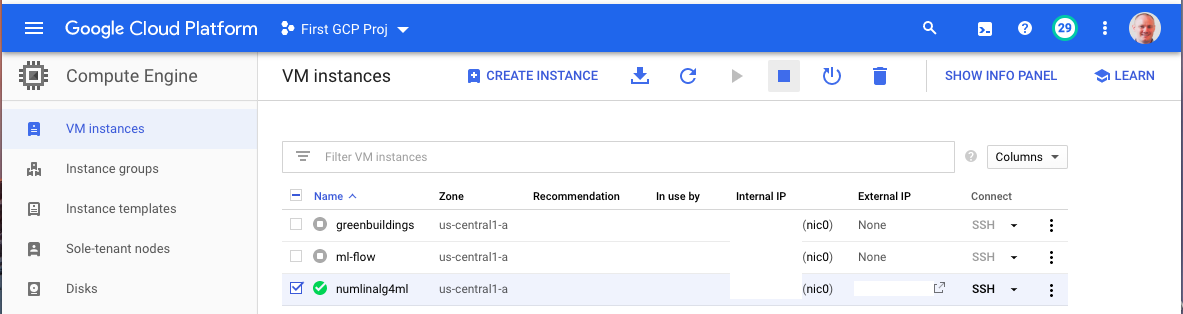 Google Cloud Platform First GCP Proj 29
Compute Engine VM instances CREATE INSTANCE SHOW INFO PANEL LEARN
VM instances
Instance groups
Instance templates
Sole-tenant nodes
Disks
Filter VM instances Columns
Name Zone Recommendation In use by Internal IP External IP Connect
greenbuildings us-central1-a (nic0) None SSH
ml-flow us-central1-a (nic0) None SSH
numlinalg4ml us-central1-a (nic0) SSH